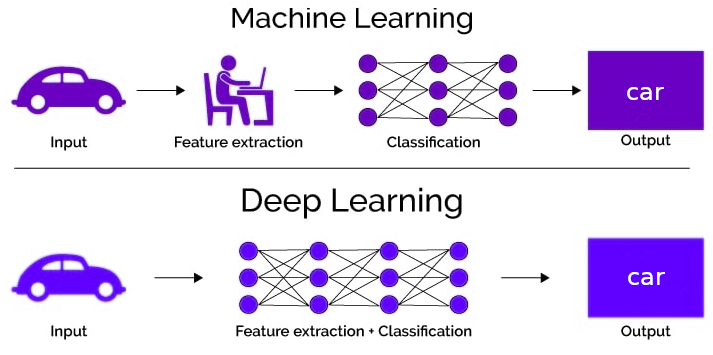 Machine Learning
car
Input
Feature extraction
Classification
Output
Deep Learning
car
Input
Feature extraction + Classification
Output